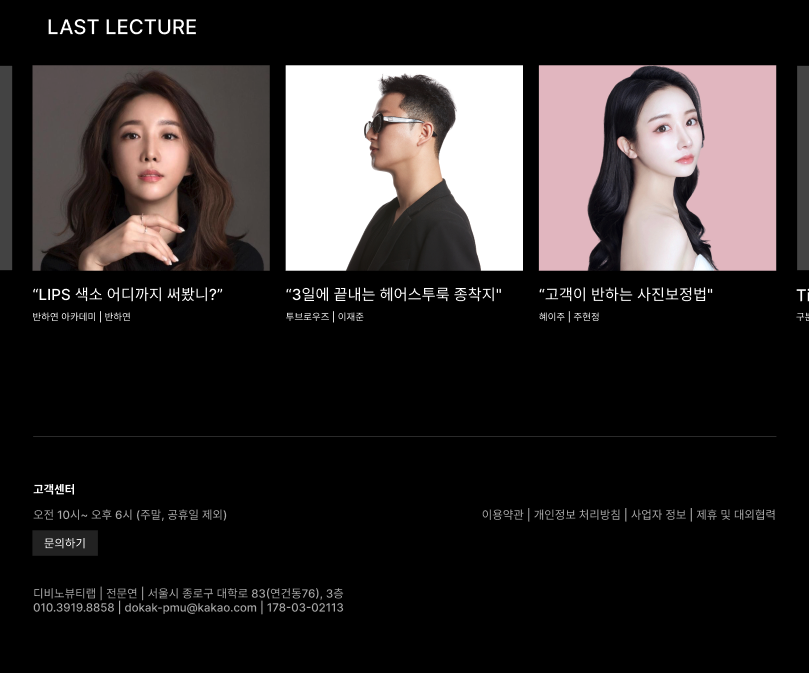 LAST LECTURE
“LIPS 색소 어디까지 써봤니?”
반하연 아카데미 | 반하연
“3일에 끝내는 헤어스투룩 종착지"
투브로우즈 | 이재준
“고객이 반하는 사진보정법"
헤이주 | 주현정
고객센터
오전 10시~ 오후 6시 (주말, 공휴일 제외)
이용약관 | 개인정보 처리방침 | 사업자 정보 | 제휴 및 대외협력
문의하기
디비노뷰티랩 | 전문연 | 서울시 종로구 대학로 83(연건동76), 3층
010.3919.8858 | dokak-pmu@kakao.com | 178-03-02113